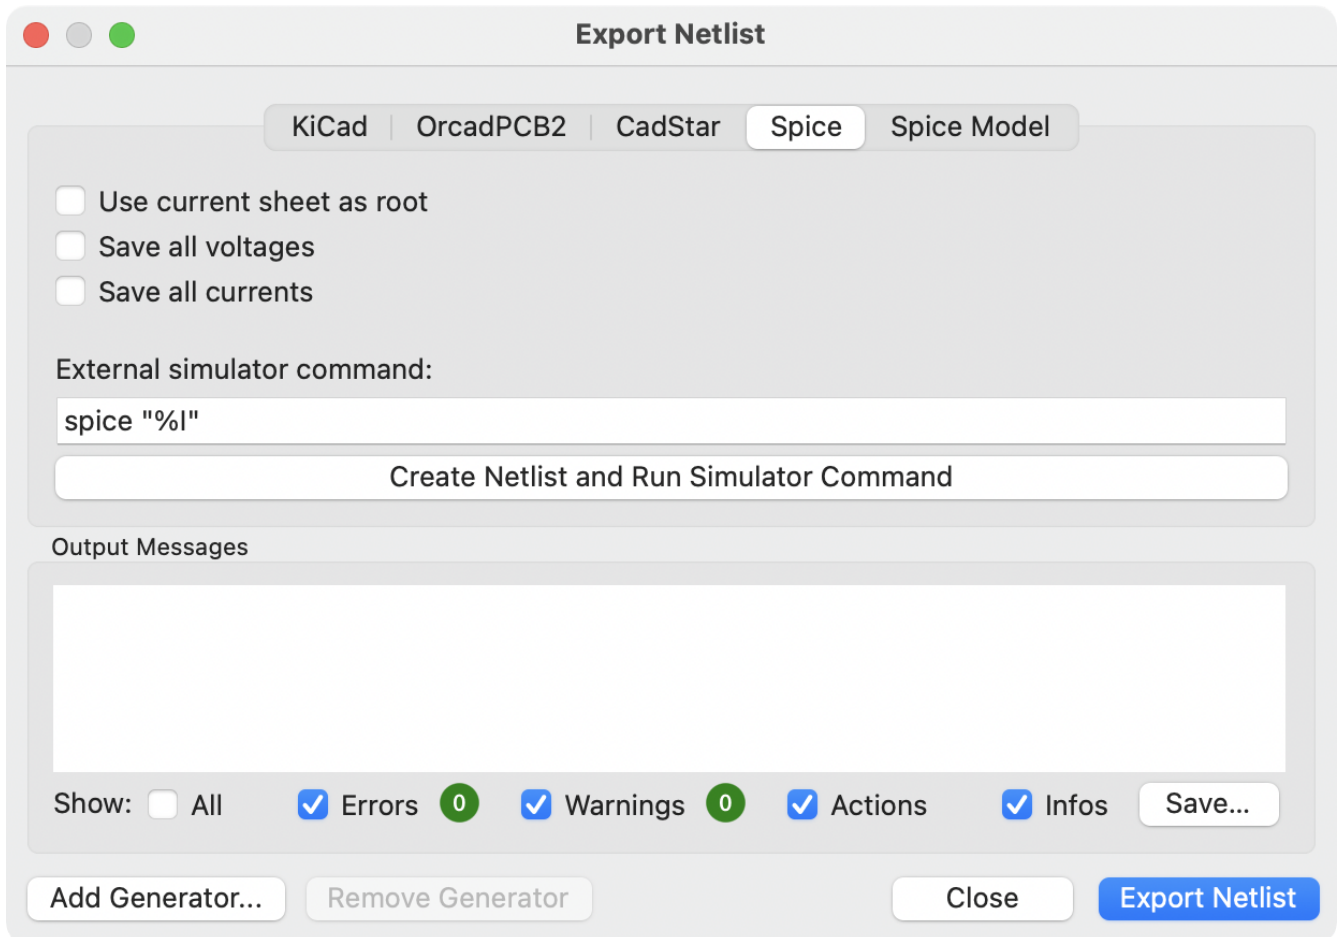 Export Netlist
KiCad OrcadPCB2 CadStar Spice Spice Model
Use current sheet as root
Save all voltages
Save all currents
External simulator command:
spice "%I"
Create Netlist and Run Simulator Command
Output Messages
Show: All Errors 0 Warnings 0 Actions Infos Save...
Add Generator... Remove Generator Close Export Netlist